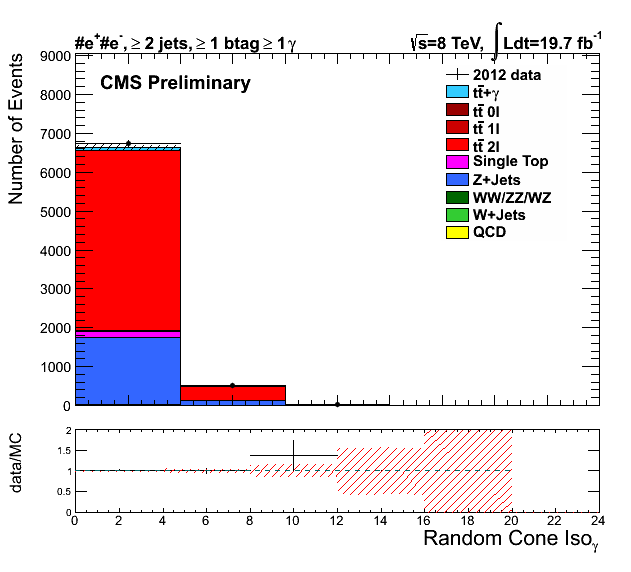 #e+#e-, ≥ 2 jets, ≥ 1 btag ≥ 1 γ
√s=8 TeV, ∫ Ldt=19.7 fb-1
CMS Preliminary
2012 data
tt̄+γ
tt̄ 0l
tt̄ 1l
tt̄ 2l
Single Top
Z+Jets
WW/ZZ/WZ
W+Jets
QCD
Number of Events
9000
8000
7000
6000
5000
4000
3000
2000
1000
0
data/MC
2
1.5
1
0.5
0
0 2 4 6 8 10 12 14 16 18 20 22 24
Random Cone Isoγ